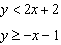 y < 2x + 2
y ≥ −x − 1